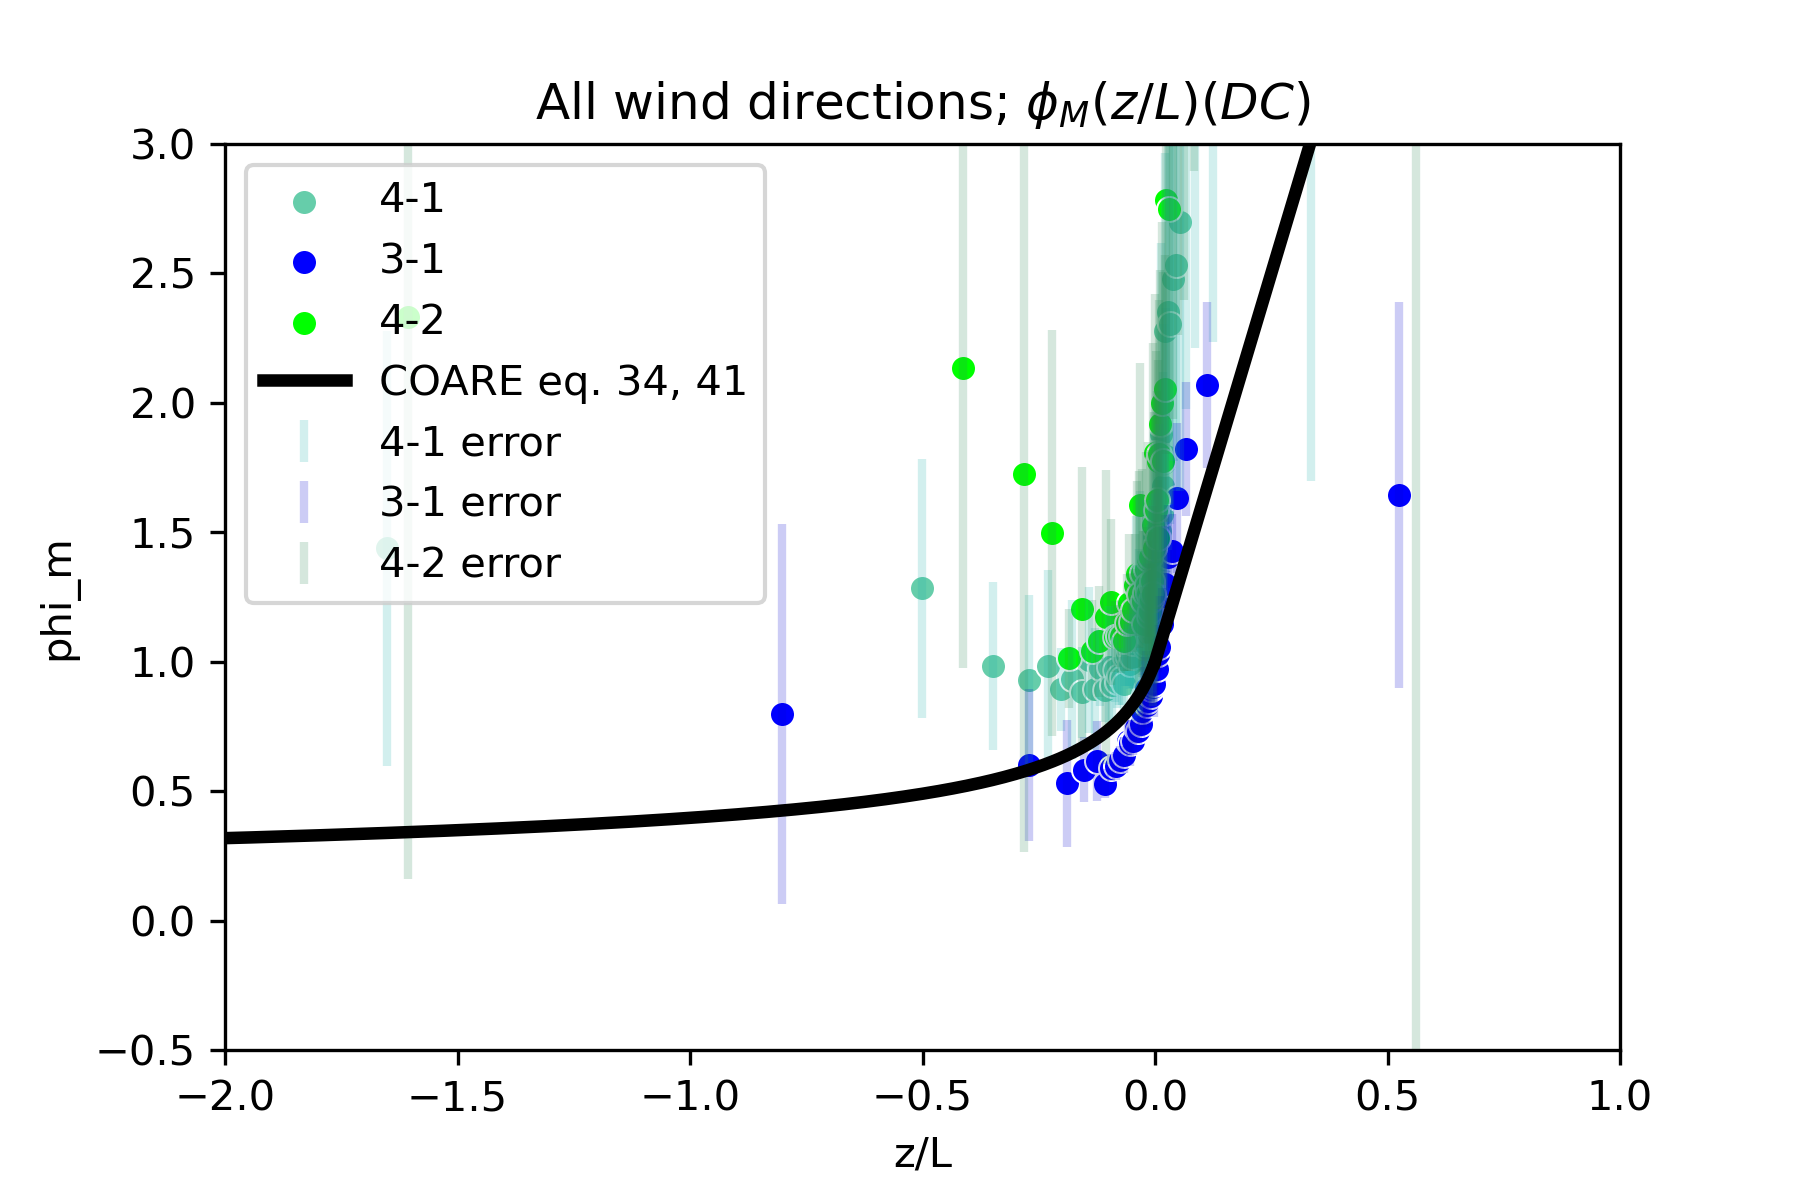 All wind directions; ϕ_M(z/L)(DC)
3.0
2.5
2.0
1.5
1.0
0.5
0.0
−0.5
phi_m
4-1
3-1
4-2
COARE eq. 34, 41
4-1 error
3-1 error
4-2 error
−2.0 −1.5 −1.0 −0.5 0.0 0.5 1.0
z/L